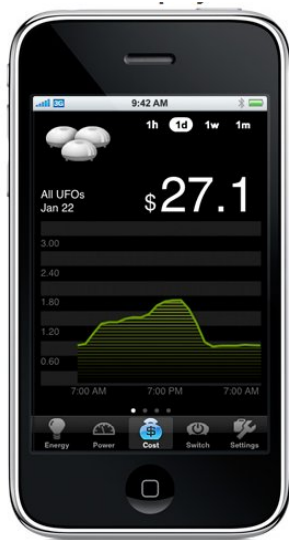 3G 9:42 AM
1h 1d 1w 1m
All UFOs
Jan 22
$27.1
3.00
2.40
1.80
1.20
0.60
7:00 AM 7:00 PM 7:00 AM
Energy Power Cost Switch Settings